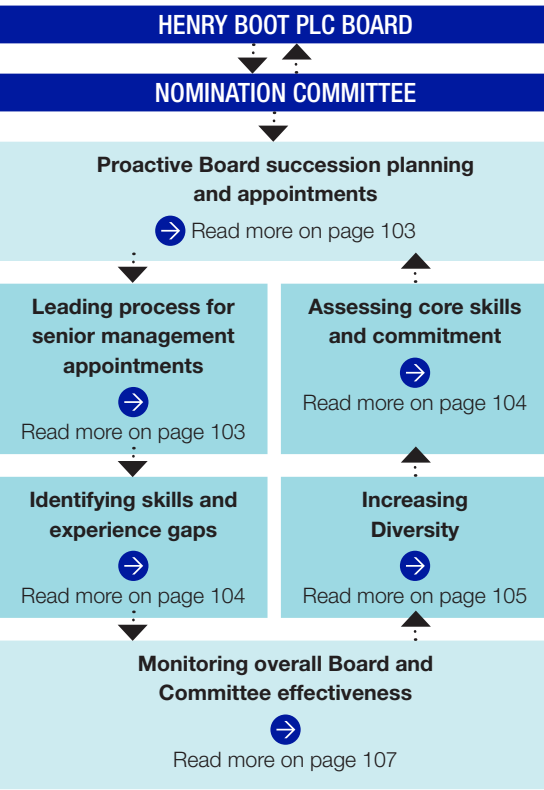 HENRY BOOT PLC BOARD
NOMINATION COMMITTEE
Proactive Board succession planning
and appointments
Read more on page 103
Leading process for
senior management
appointments
Read more on page 103
Assessing core skills
and commitment
Read more on page 104
Identifying skills and
experience gaps
Read more on page 104
Increasing
Diversity
Read more on page 105
Monitoring overall Board and
Committee effectiveness
Read more on page 107